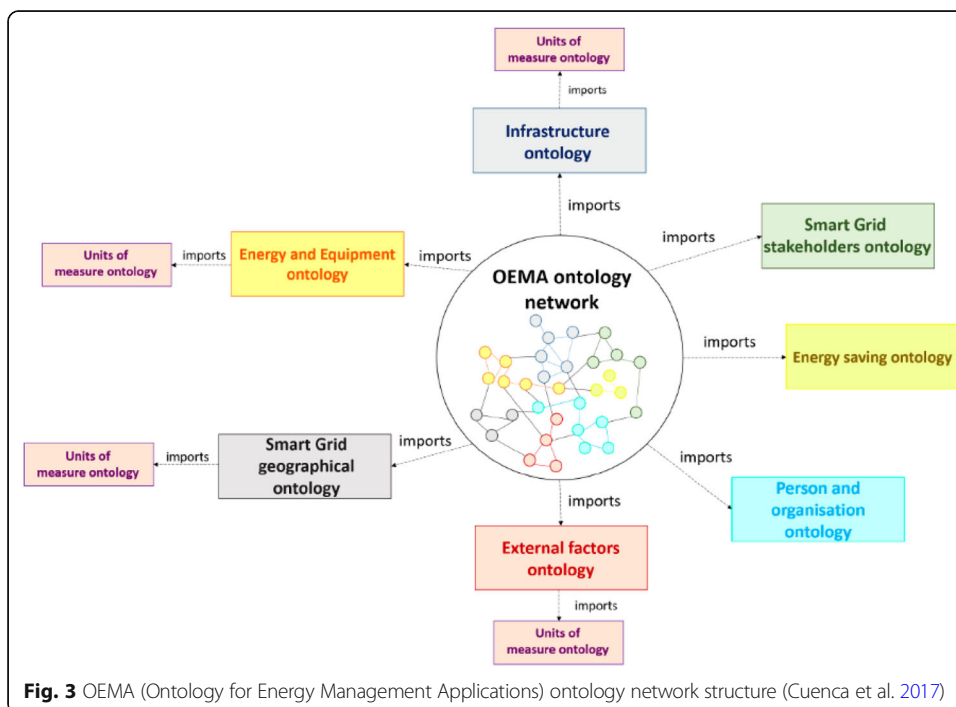 Units of
measure ontology
imports
Infrastructure
ontology
imports
Smart Grid
stakeholders ontology
imports
Units of
measure ontology
imports
Energy and Equipment
ontology
imports
OEMA ontology
network
imports
Energy saving ontology
Units of
measure ontology
imports
Smart Grid
geographical
ontology
imports
imports
Person and
organisation
ontology
imports
External factors
ontology
imports
Units of
measure ontology
Fig. 3 OEMA (Ontology for Energy Management Applications) ontology network structure (Cuenca et al. 2017)